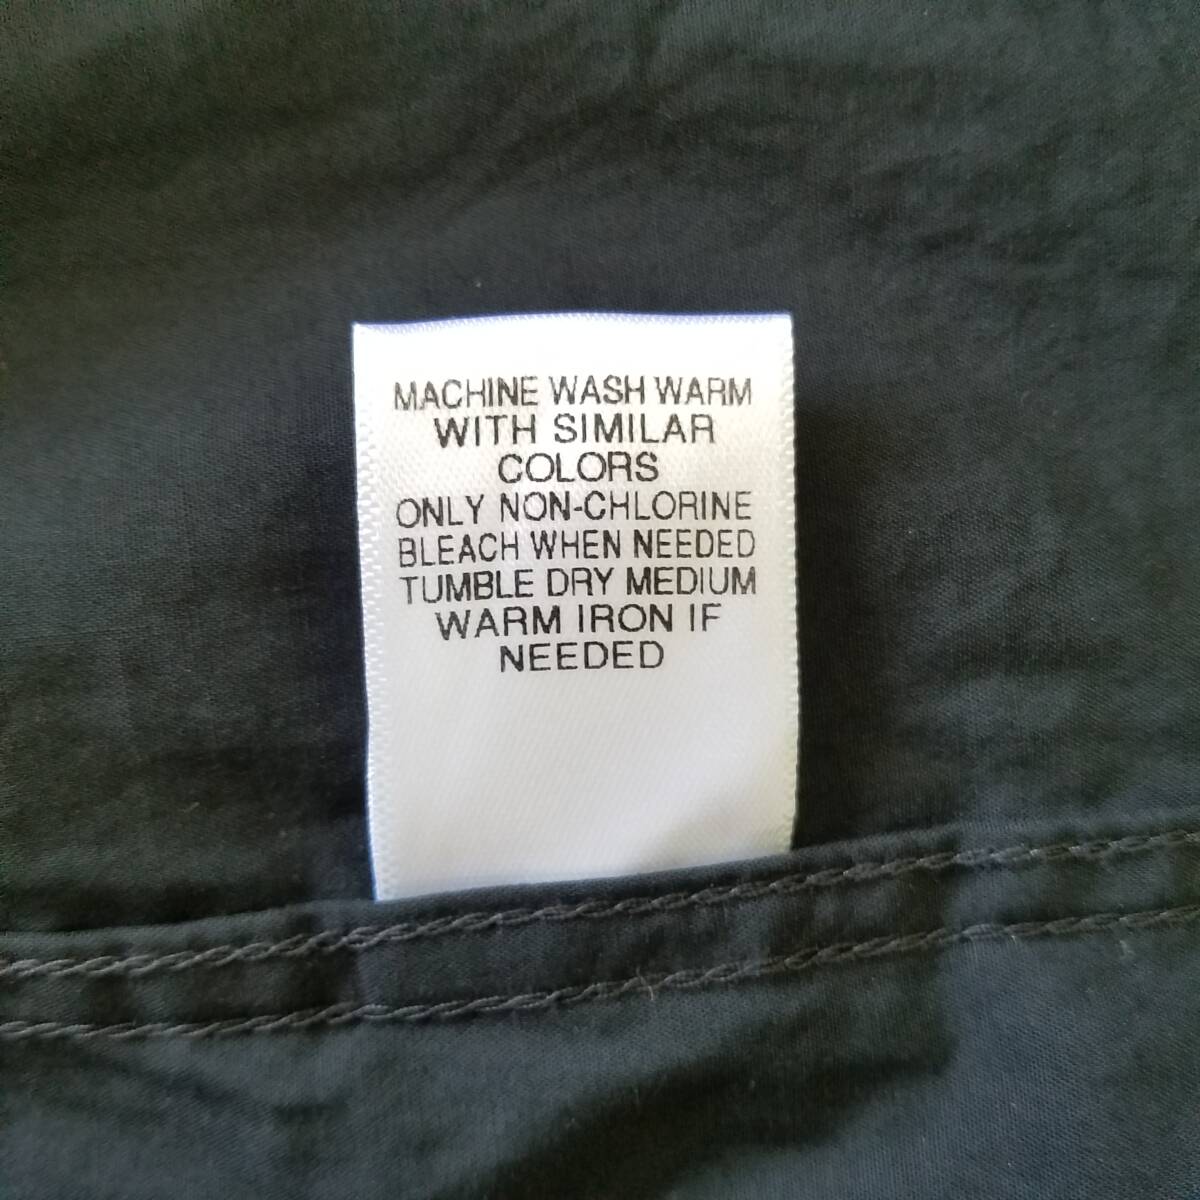 MACHINE WASH WARM
WITH SIMILAR
COLORS
ONLY NON-CHLORINE
BLEACH WHEN NEEDED
TUMBLE DRY MEDIUM
WARM IRON IF
NEEDED